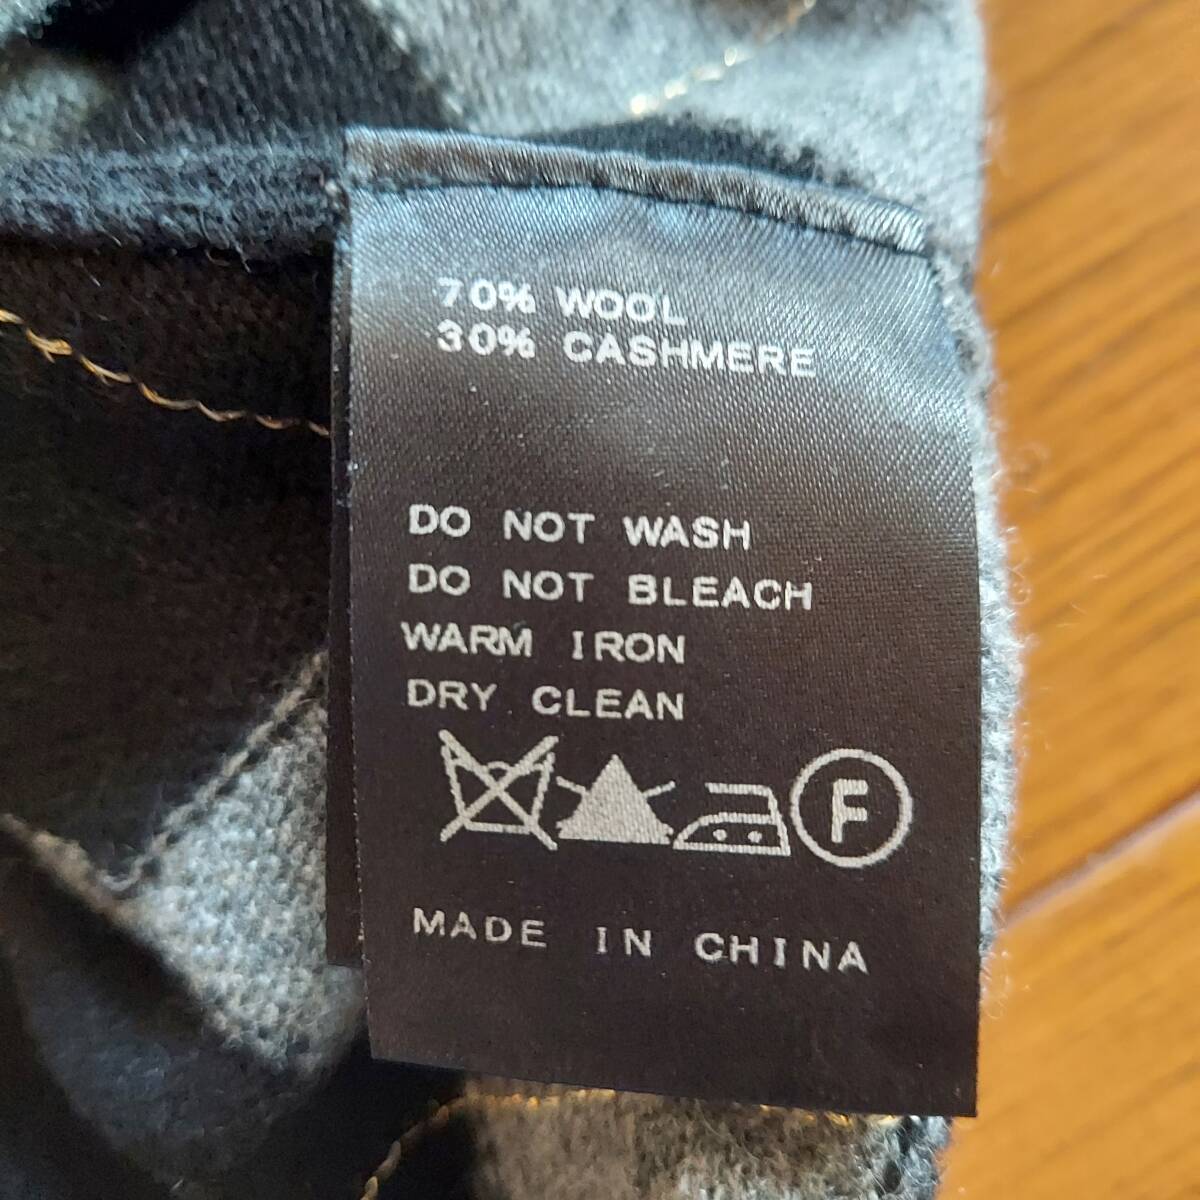 70% WOOL
30% CASHMERE
DO NOT WASH
DO NOT BLEACH
WARM IRON
DRY CLEAN
F
MADE IN CHINA